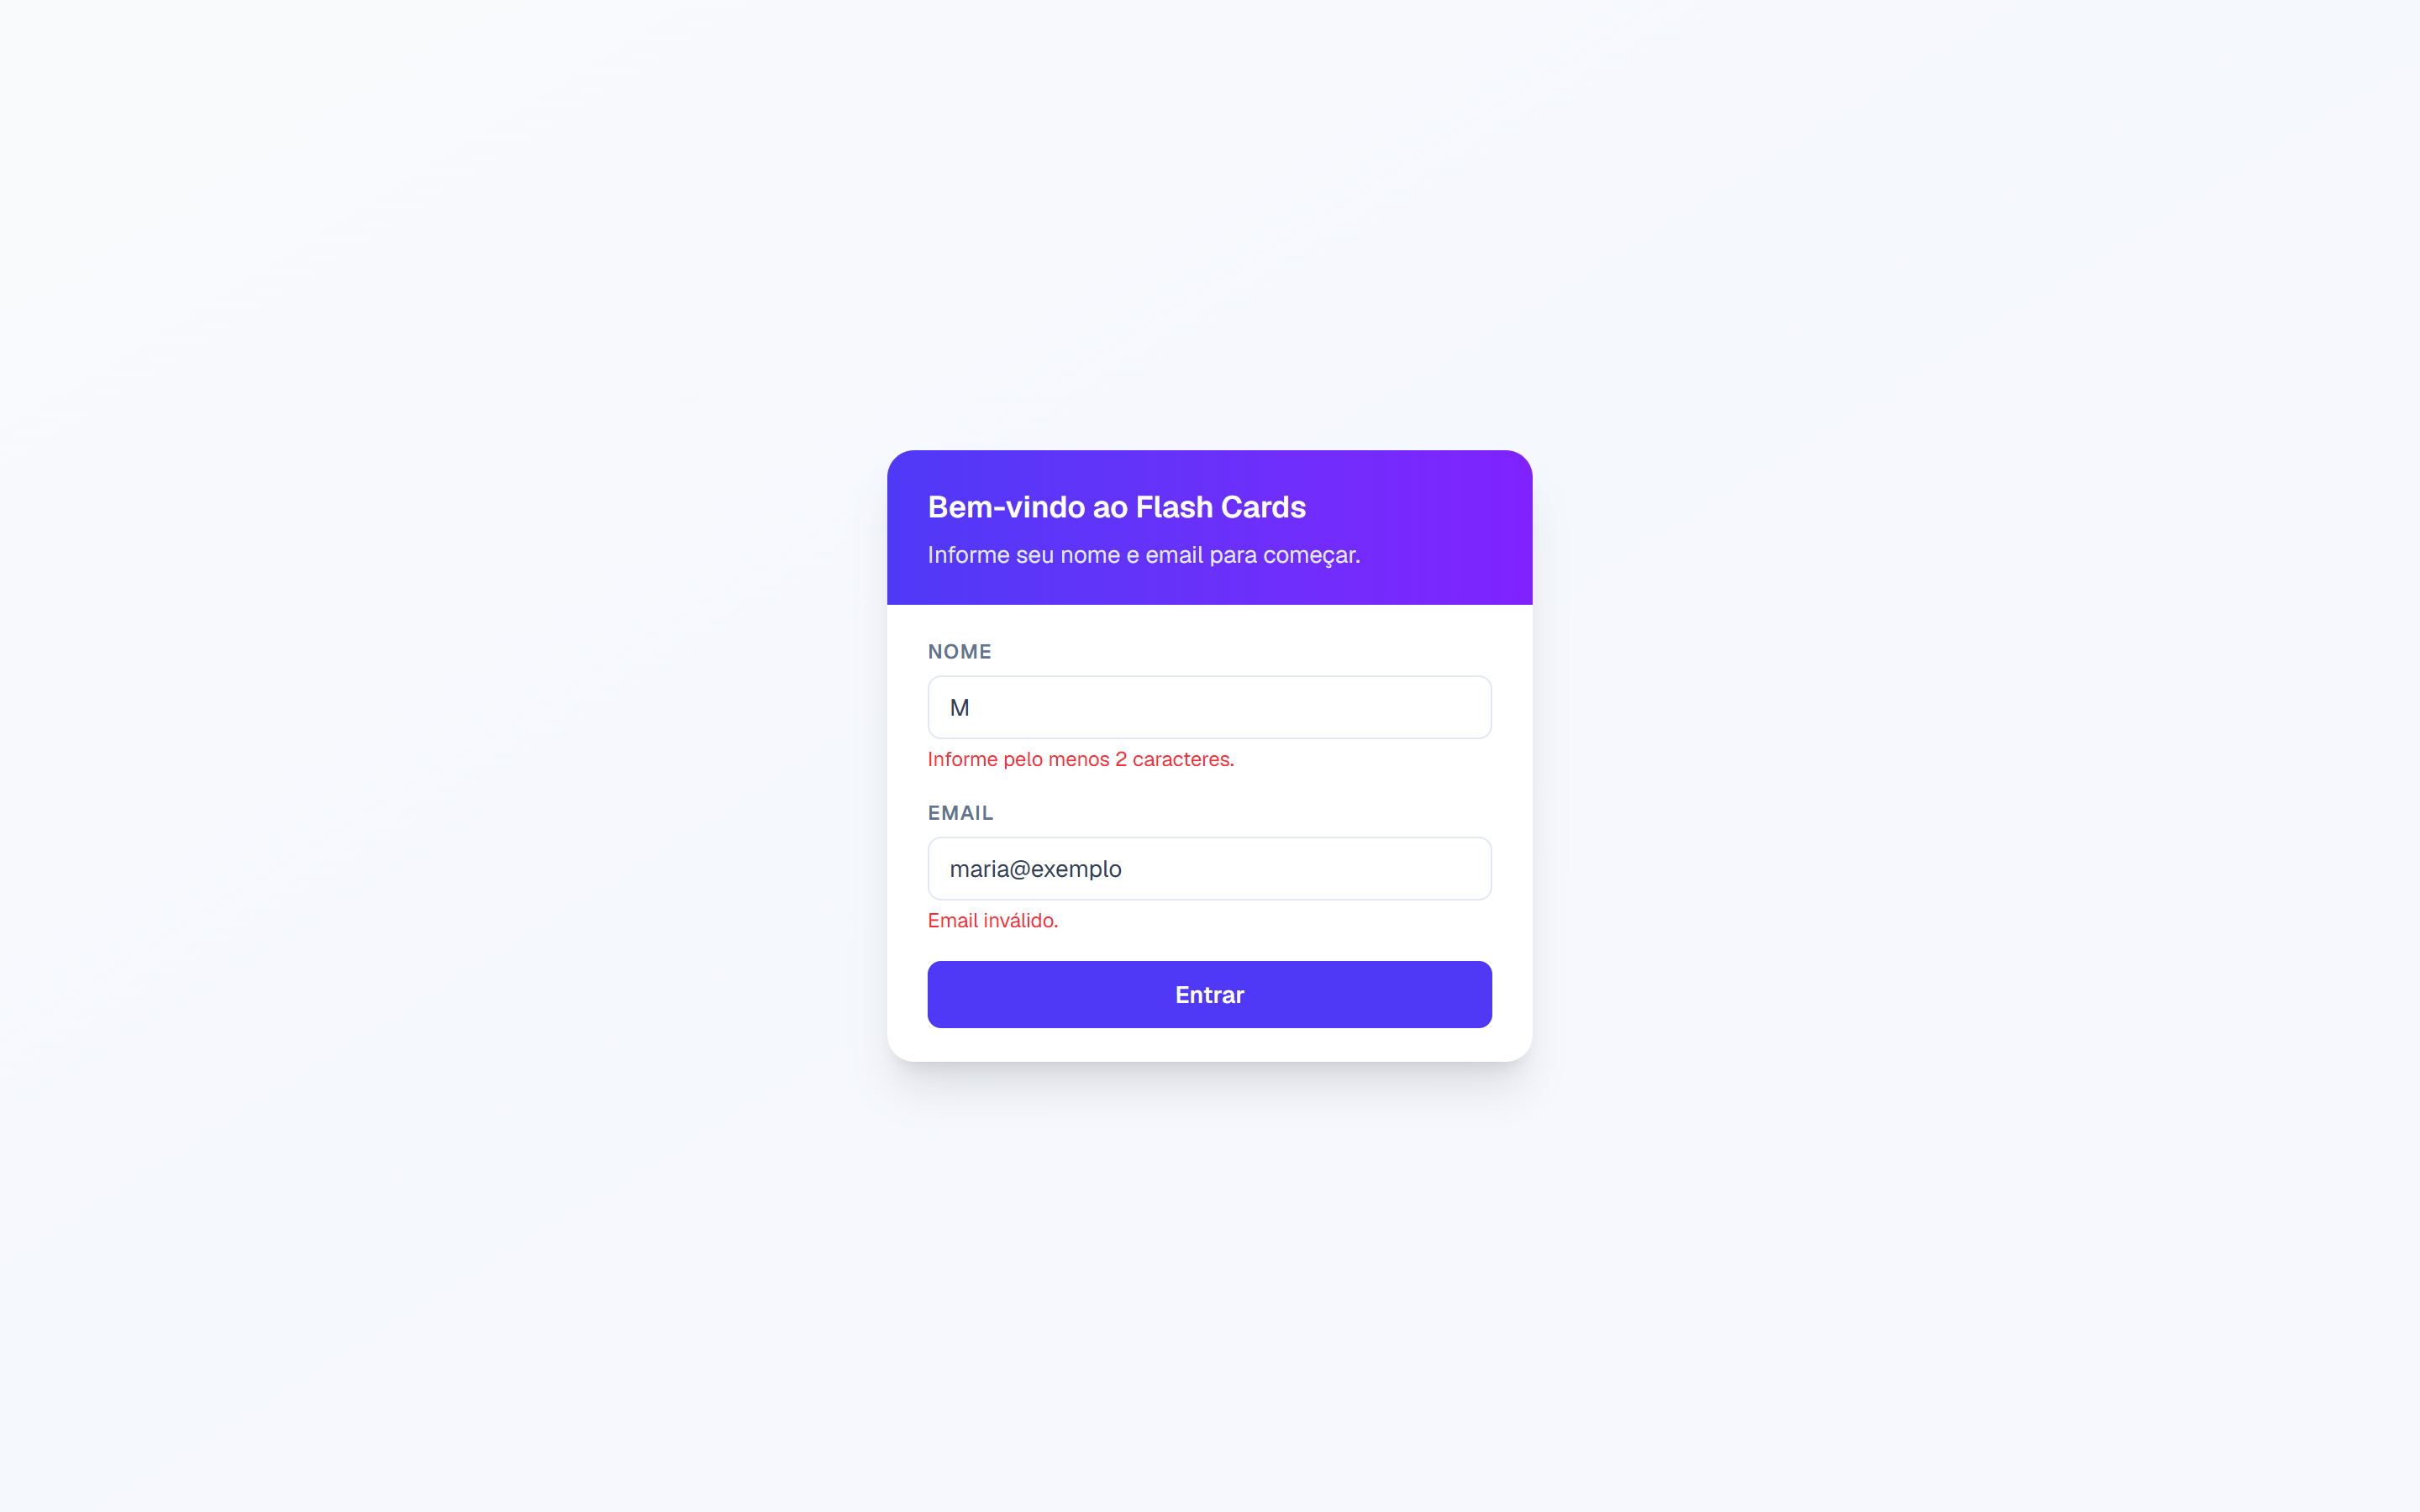 Bem-vindo ao Flash Cards
Informe seu nome e email para começar.
NOME
M
Informe pelo menos 2 caracteres.
EMAIL
maria@exemplo
Email inválido.
Entrar